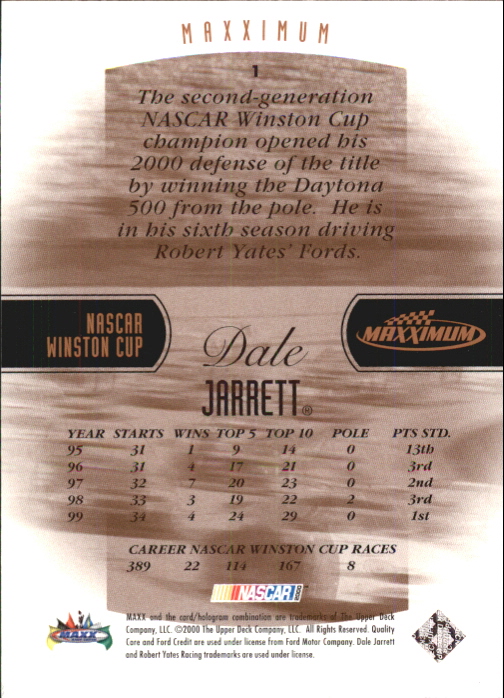 MAXXIMUM
1
The second-generation
NASCAR Winston Cup
champion opened his
2000 defense of the title
by winning the Daytona
500 from the pole. He is
in his sixth season driving
Robert Yates' Fords.
NASCAR
WINSTON CUP
MAXXIMUM
Dale
JARRETT®
YEAR STARTS WINS TOP 5 TOP 10 POLE PTS STD.
95 31 1 9 14 0 13th
96 31 4 17 21 0 3rd
97 32 7 20 23 0 2nd
98 33 3 19 22 2 3rd
99 34 4 24 29 0 1st
CAREER NASCAR WINSTON CUP RACES
389 22 114 167 8
NASCAR 2000
MAXX
MAXX and the card/hologram combination are trademarks of The Upper Deck
Company, LLC. ©2000 The Upper Deck Company, LLC. All Rights Reserved. Quality
Care and Ford Credit are used under license from Ford Motor Company. Dale Jarrett
and Robert Yates Racing trademarks are used under license.